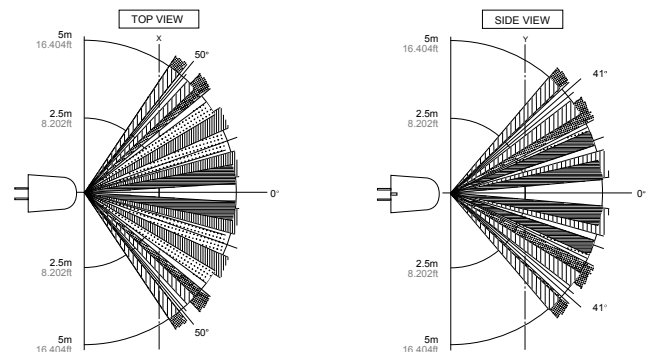 TOP VIEW
5m
16.404ft
X
50°
2.5m
8.202ft
0°
2.5m
8.202ft
50°
5m
16.404ft
SIDE VIEW
5m
16.404ft
Y
41°
2.5m
8.202ft
0°
2.5m
8.202ft
41°
5m
16.404ft